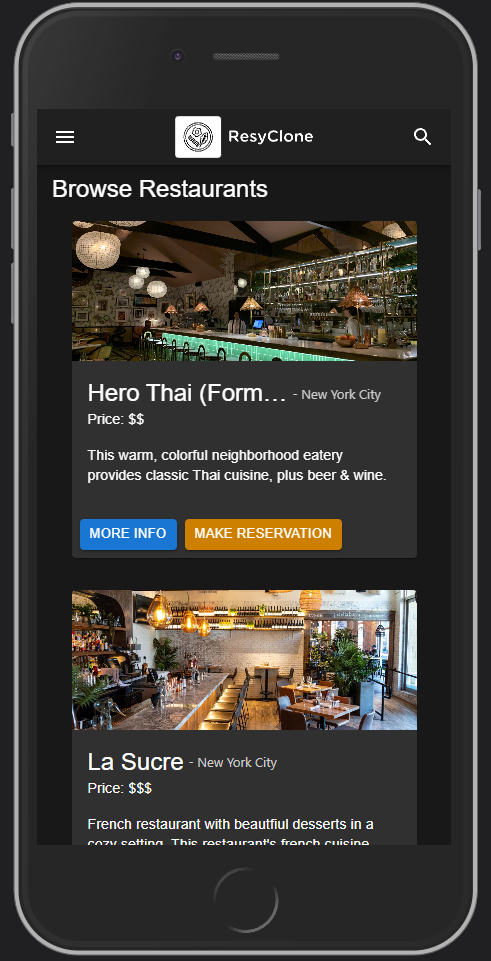 ResyClone
Browse Restaurants
Hero Thai (Form... - New York City
Price: $$
This warm, colorful neighborhood eatery
provides classic Thai cuisine, plus beer & wine.
MORE INFO MAKE RESERVATION
La Sucre - New York City
Price: $$$
French restaurant with beautfiul desserts in a
cozy setting. This restaurant's french cuisine